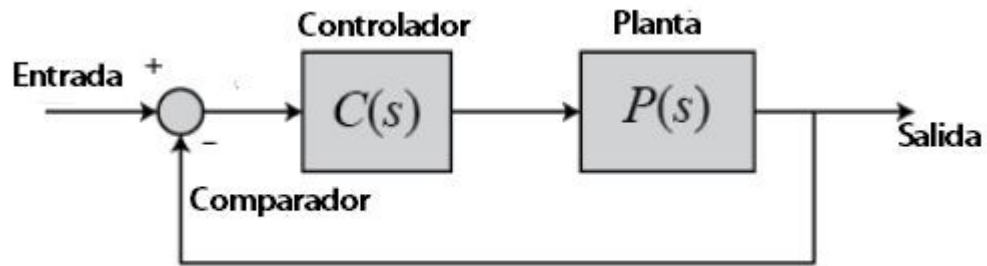 Controlador
Planta
Entrada
+
C(s)
P(s)
−
Salida
Comparador